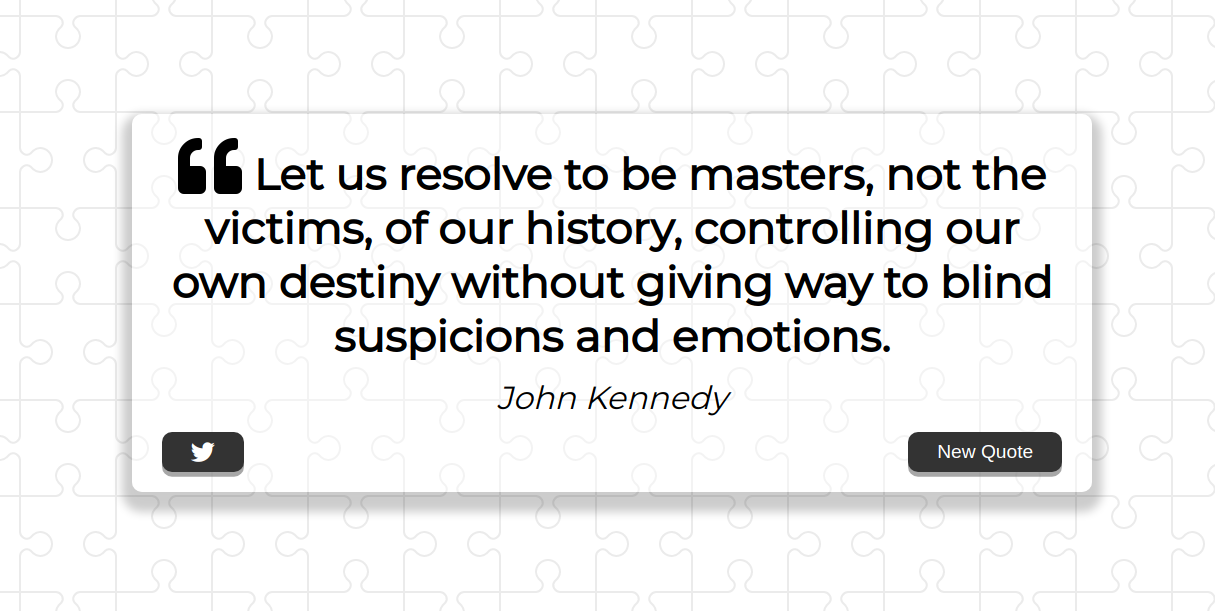 Let us resolve to be masters, not the
victims, of our history, controlling our
own destiny without giving way to blind
suspicions and emotions.
John Kennedy
New Quote